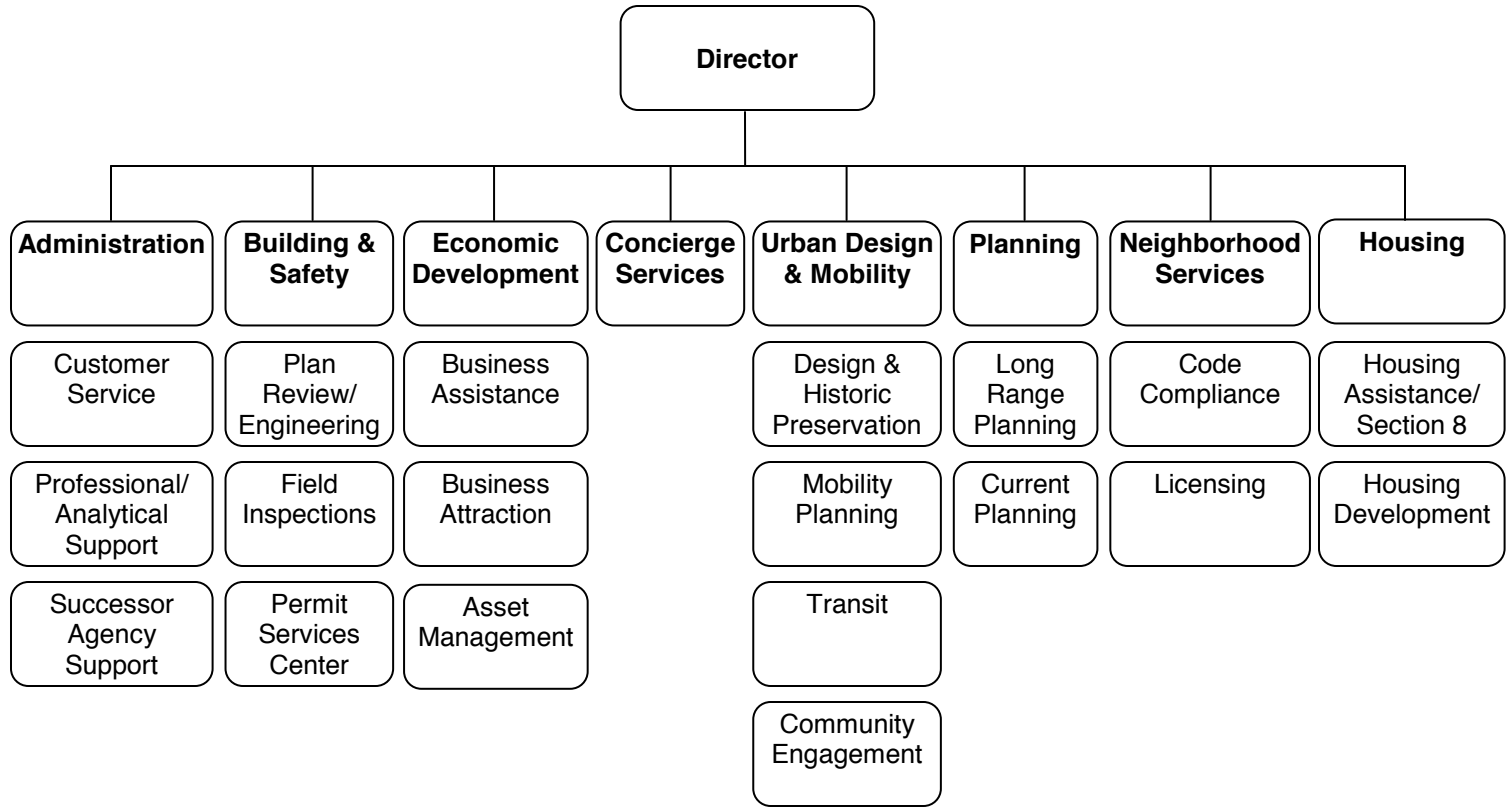 Director
Administration
Building &
Safety
Economic
Development
Concierge
Services
Urban Design
& Mobility
Planning
Neighborhood
Services
Housing
Customer
Service
Plan
Review/
Engineering
Business
Assistance
Design &
Historic
Preservation
Long
Range
Planning
Code
Compliance
Housing
Assistance/
Section 8
Professional/
Analytical
Support
Field
Inspections
Business
Attraction
Mobility
Planning
Current
Planning
Licensing
Housing
Development
Successor
Agency
Support
Permit
Services
Center
Asset
Management
Transit
Community
Engagement